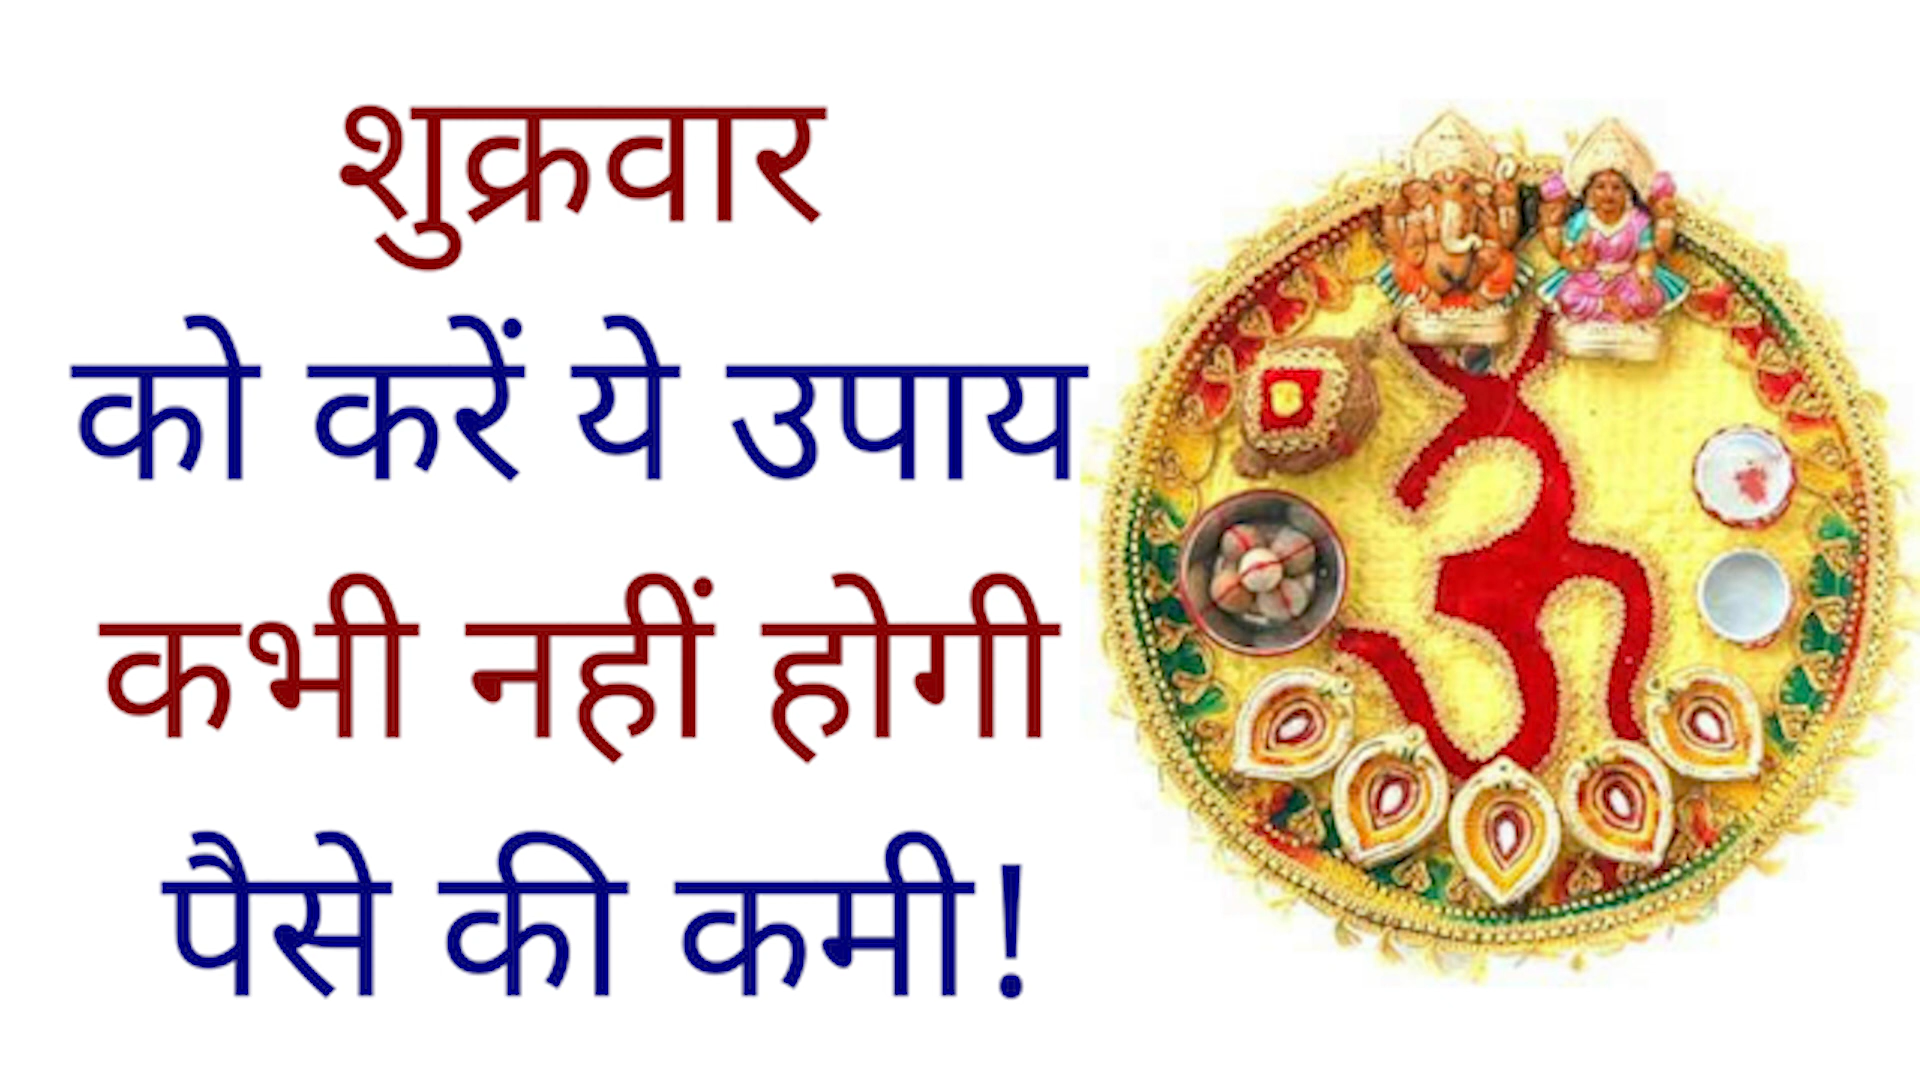 शुक्रवार
को करें ये उपाय
कभी नहीं होगी
पैसे की कमी!